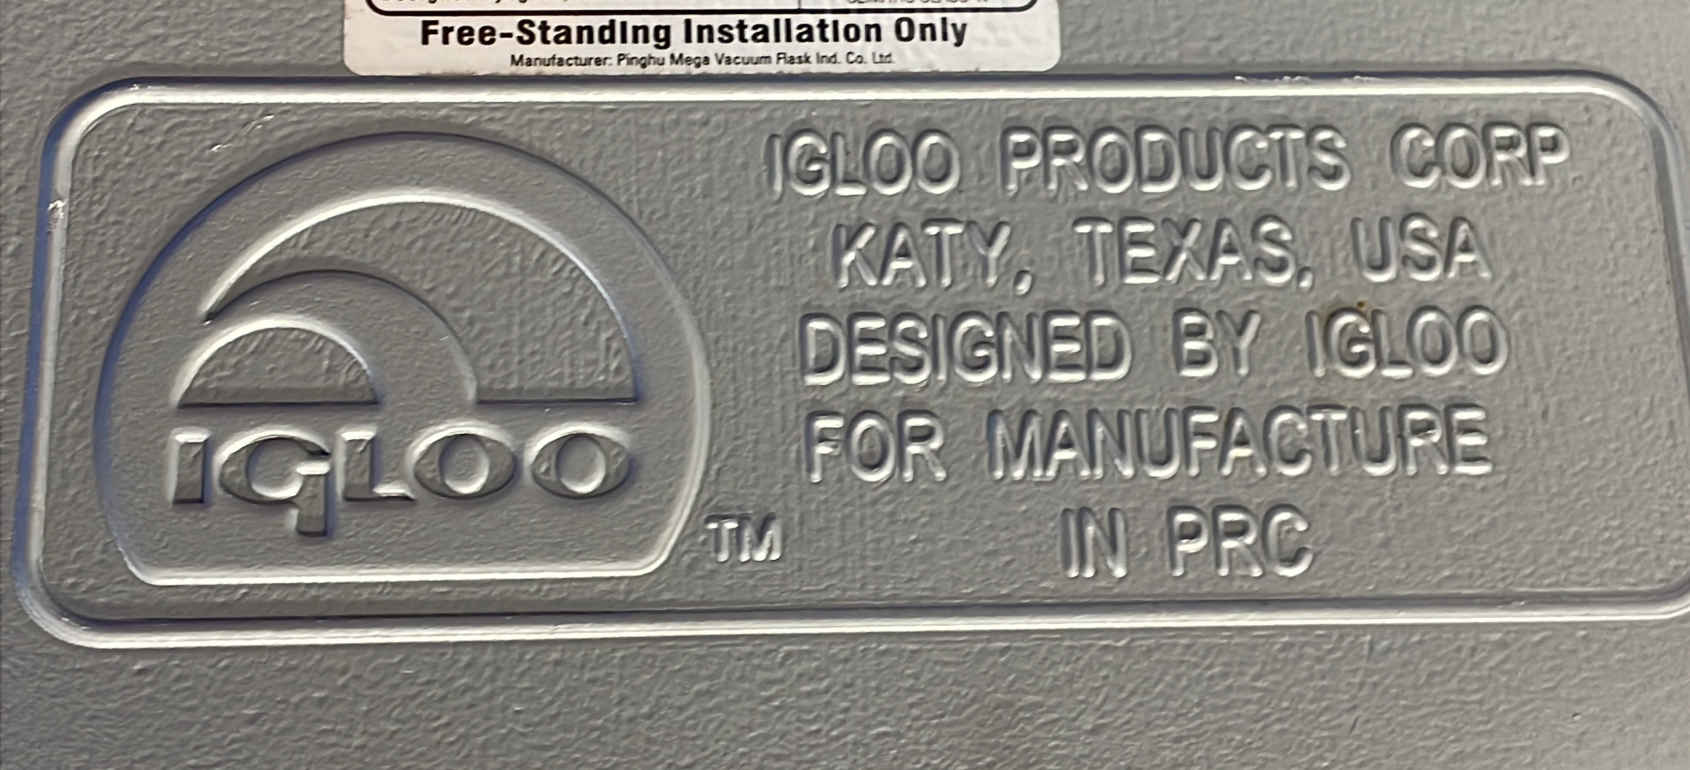 Free-Standing Installation Only
Manufacturer: Pinghu Mega Vacuum Flask Ind. Co. Ltd.
IGLOO PRODUCTS CORP
KATY, TEXAS, USA
DESIGNED BY IGLOO
FOR MANUFACTURE
IN PRC
IGLOO
TM